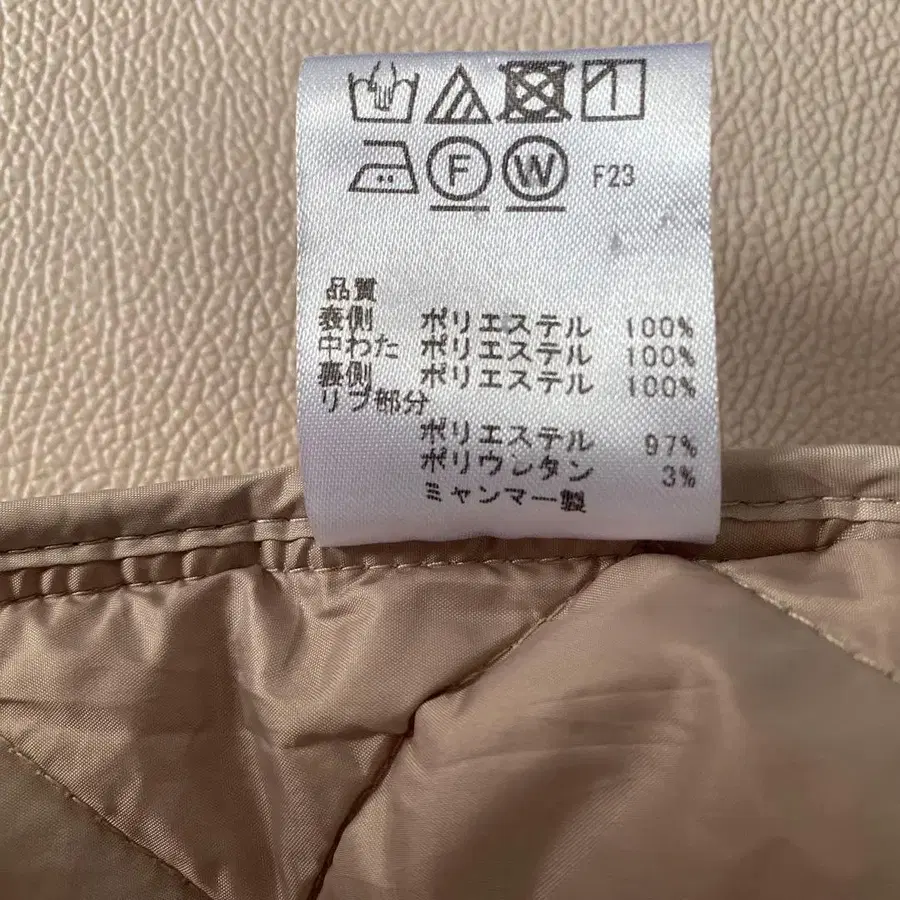 F W F23
品質
表側 ポリエステル 100%
中わた ポリエステル 100%
裏側 ポリエステル 100%
リブ部分
ポリエステル 97%
ポリウンタン 3%
ミャンマー製